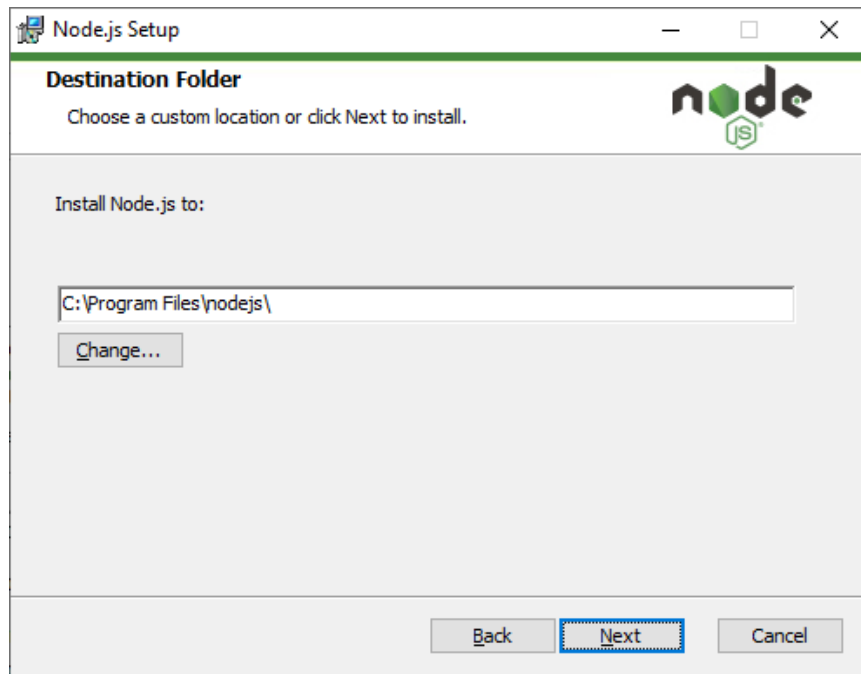 Node.js Setup
Destination Folder
Choose a custom location or click Next to install.
node
JS
Install Node.js to:
C:\Program Files\nodejs\
Change...
Back
Next
Cancel